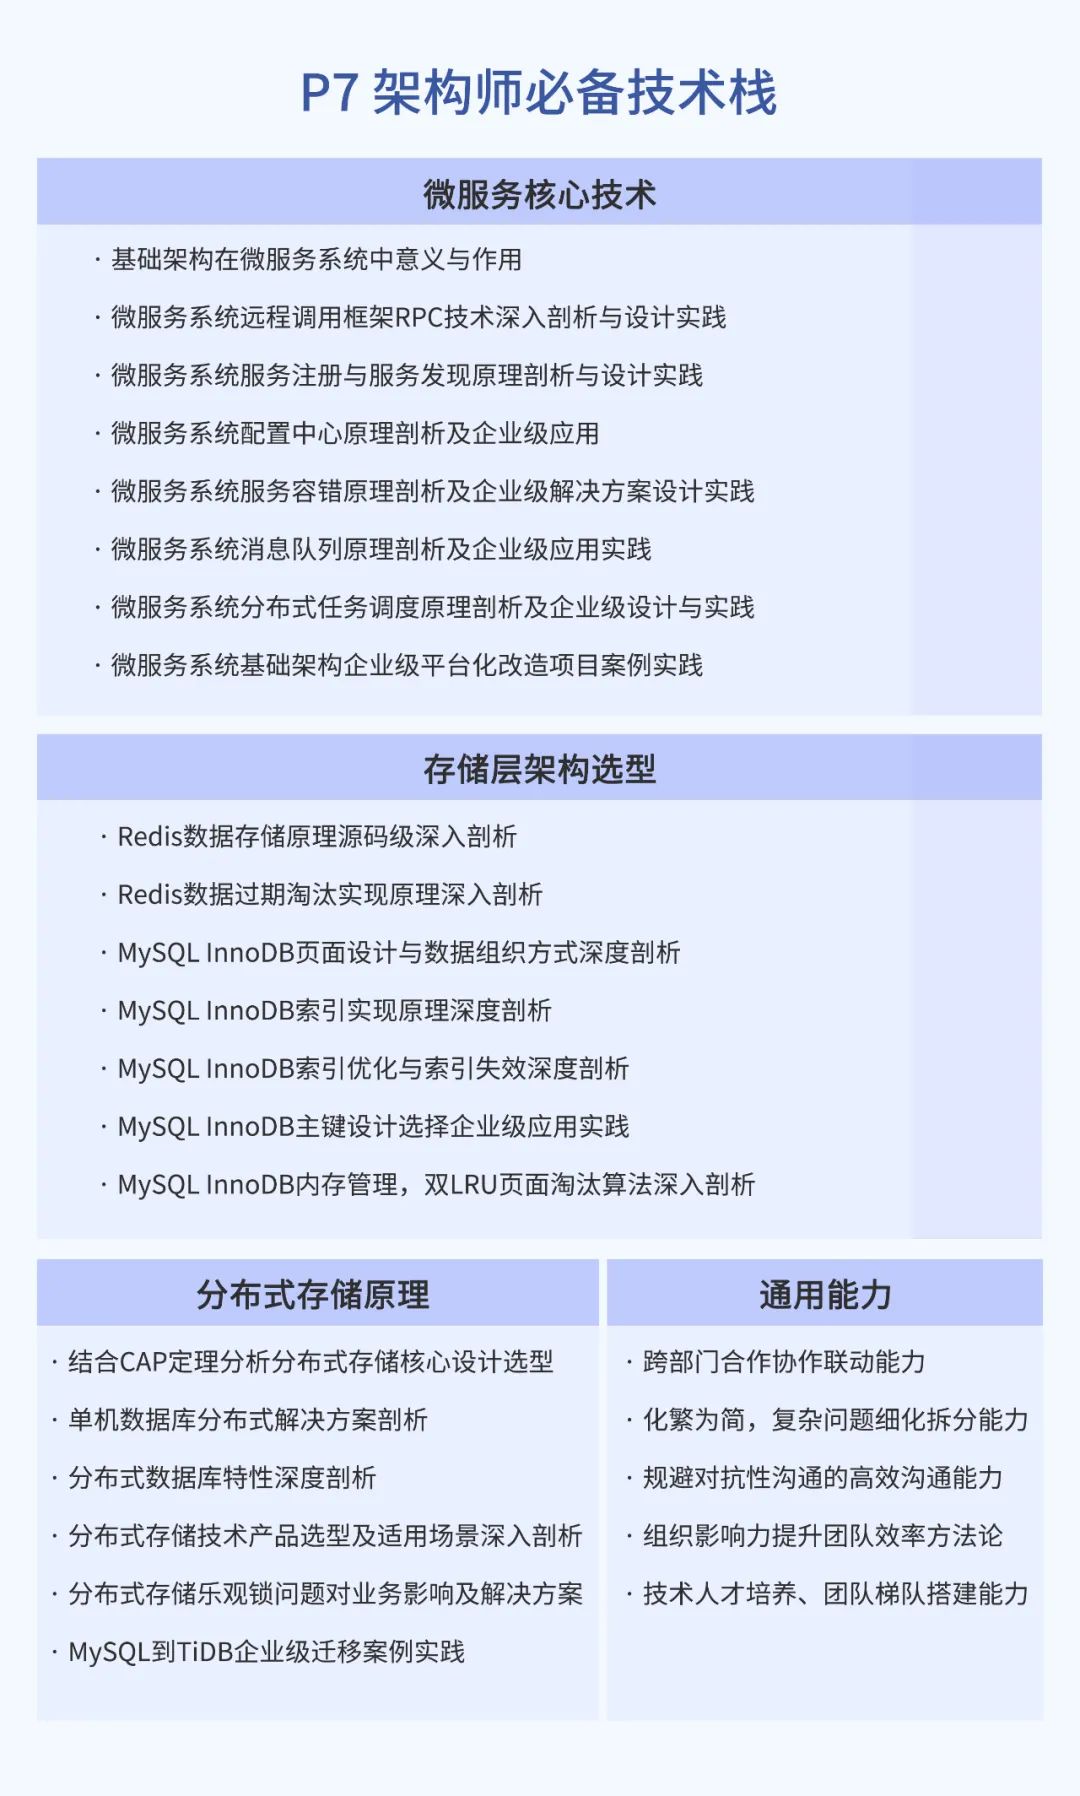 P7 架构师必备技术栈
微服务核心技术
· 基础架构在微服务系统中意义与作用
· 微服务系统远程调用框架RPC技术深入剖析与设计实践
· 微服务系统服务注册与服务发现原理剖析与设计实践
· 微服务系统配置中心原理剖析及企业级应用
· 微服务系统服务容错原理剖析及企业级解决方案设计实践
· 微服务系统消息队列原理剖析及企业级应用实践
· 微服务系统分布式任务调度原理剖析及企业级设计与实践
· 微服务系统基础架构企业级平台化改造项目案例实践
存储层架构选型
· Redis数据存储原理源码级深入剖析
· Redis数据过期淘汰实现原理深入剖析
· MySQL InnoDB页面设计与数据组织方式深度剖析
· MySQL InnoDB索引实现原理深度剖析
· MySQL InnoDB索引优化与索引失效深度剖析
· MySQL InnoDB主键设计选择企业级应用实践
· MySQL InnoDB内存管理，双LRU页面淘汰算法深入剖析
分布式存储原理
· 结合CAP定理分析分布式存储核心设计选型
· 单机数据库分布式解决方案剖析
· 分布式数据库特性深度剖析
· 分布式存储技术产品选型及适用场景深入剖析
· 分布式存储乐观锁问题对业务影响及解决方案
· MySQL到TiDB企业级迁移案例实践
通用能力
· 跨部门合作协作联动能力
· 化繁为简，复杂问题细化拆分能力
· 规避对抗性沟通的高效沟通能力
· 组织影响力提升团队效率方法论
· 技术人才培养、团队梯队搭建能力